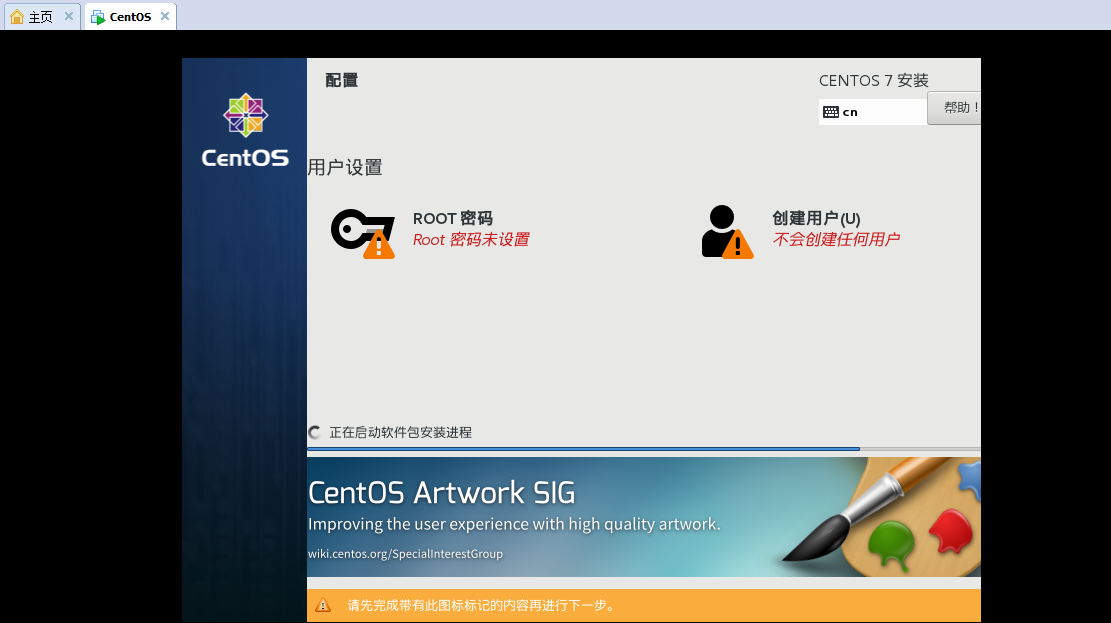 主页
CentOS
CentOS
配置
CENTOS 7 安装
cn
帮助!
用户设置
ROOT 密码
Root 密码未设置
创建用户(U)
不会创建任何用户
正在启动软件包安装进程
CentOS Artwork SIG
Improving the user experience with high quality artwork.
wiki.centos.org/SpecialInterestGroup
请先完成带有此图标标记的内容再进行下一步。